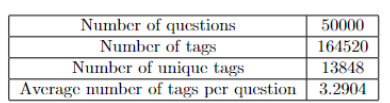 Number of questions 50000
Number of tags 164520
Number of unique tags 13848
Average number of tags per question 3.2904